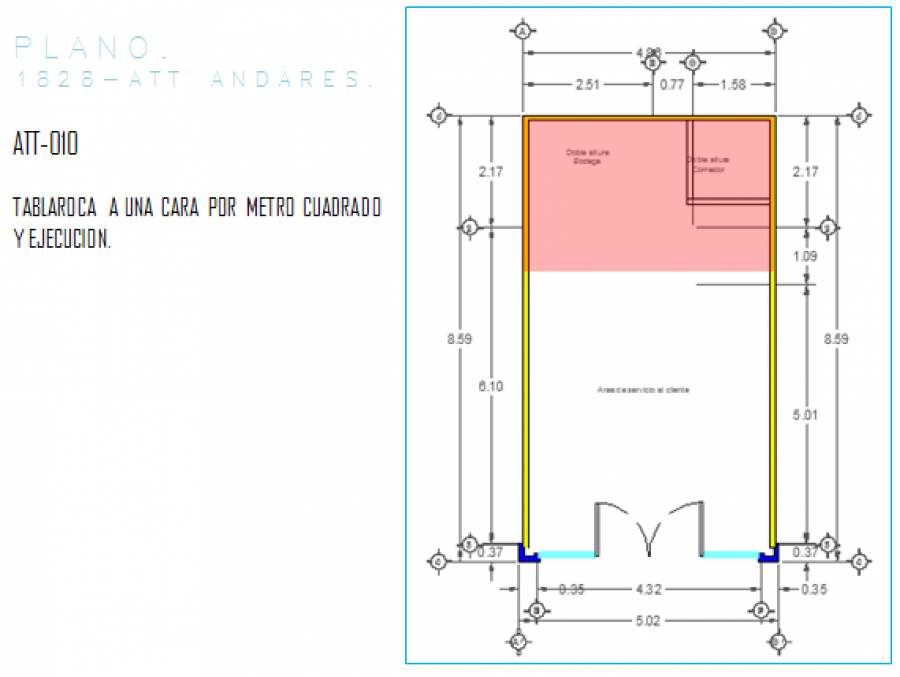 PLANO.
1828-ATT ANDARES.
ATT-010
TABLAROCA A UNA CARA POR METRO CUADRADO
Y EJECUCION.
A D
4.86
B C
2.51 0.77 1.58
Doble altura
Bodega
Doble altura
Comedor
2.17 2.17
1.09
8.59 8.59
6.10
Area de servicio al cliente
5.01
0.37 0.37
0.35 4.32 0.35
5.02